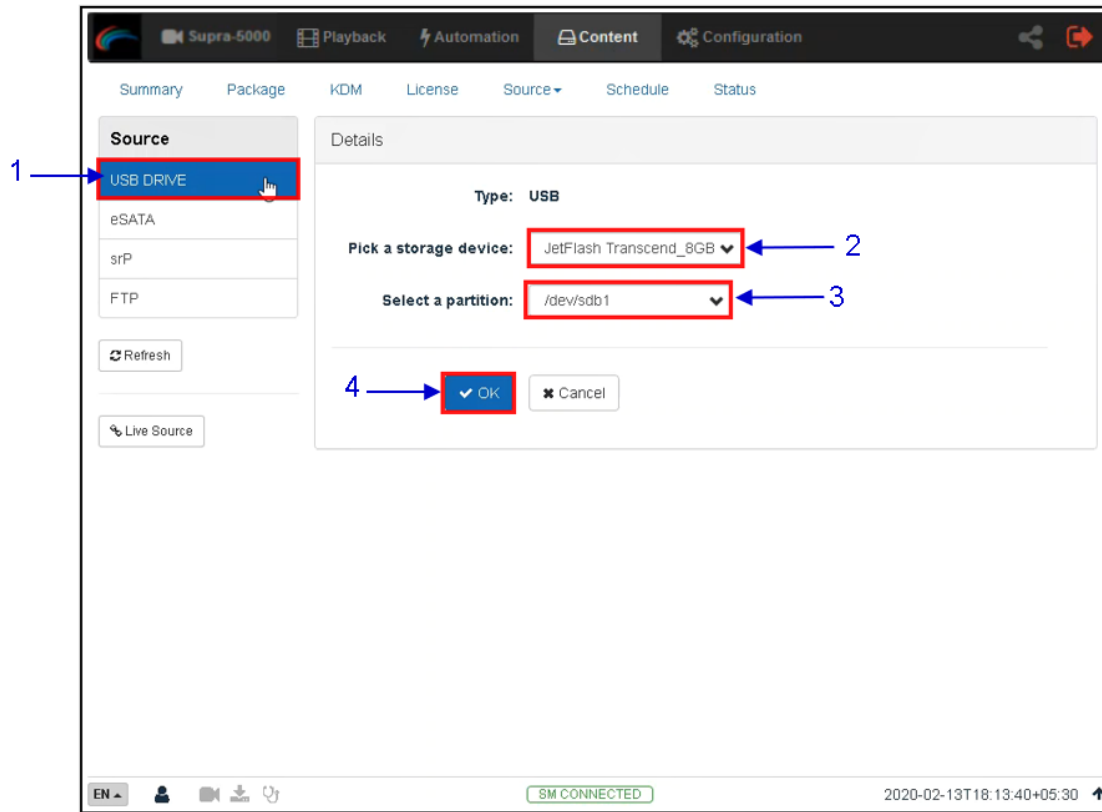 Supra-5000 Playback Automation Content Configuration
Summary Package KDM License Source Schedule Status
Source
Details
1
USB DRIVE
Type: USB
eSATA
Pick a storage device: JetFlash Transcend_8GB
2
srP
FTP
Select a partition: /dev/sdb1
3
Refresh
4
OK Cancel
Live Source
EN
SM CONNECTED
2020-02-13T18:13:40+05:30